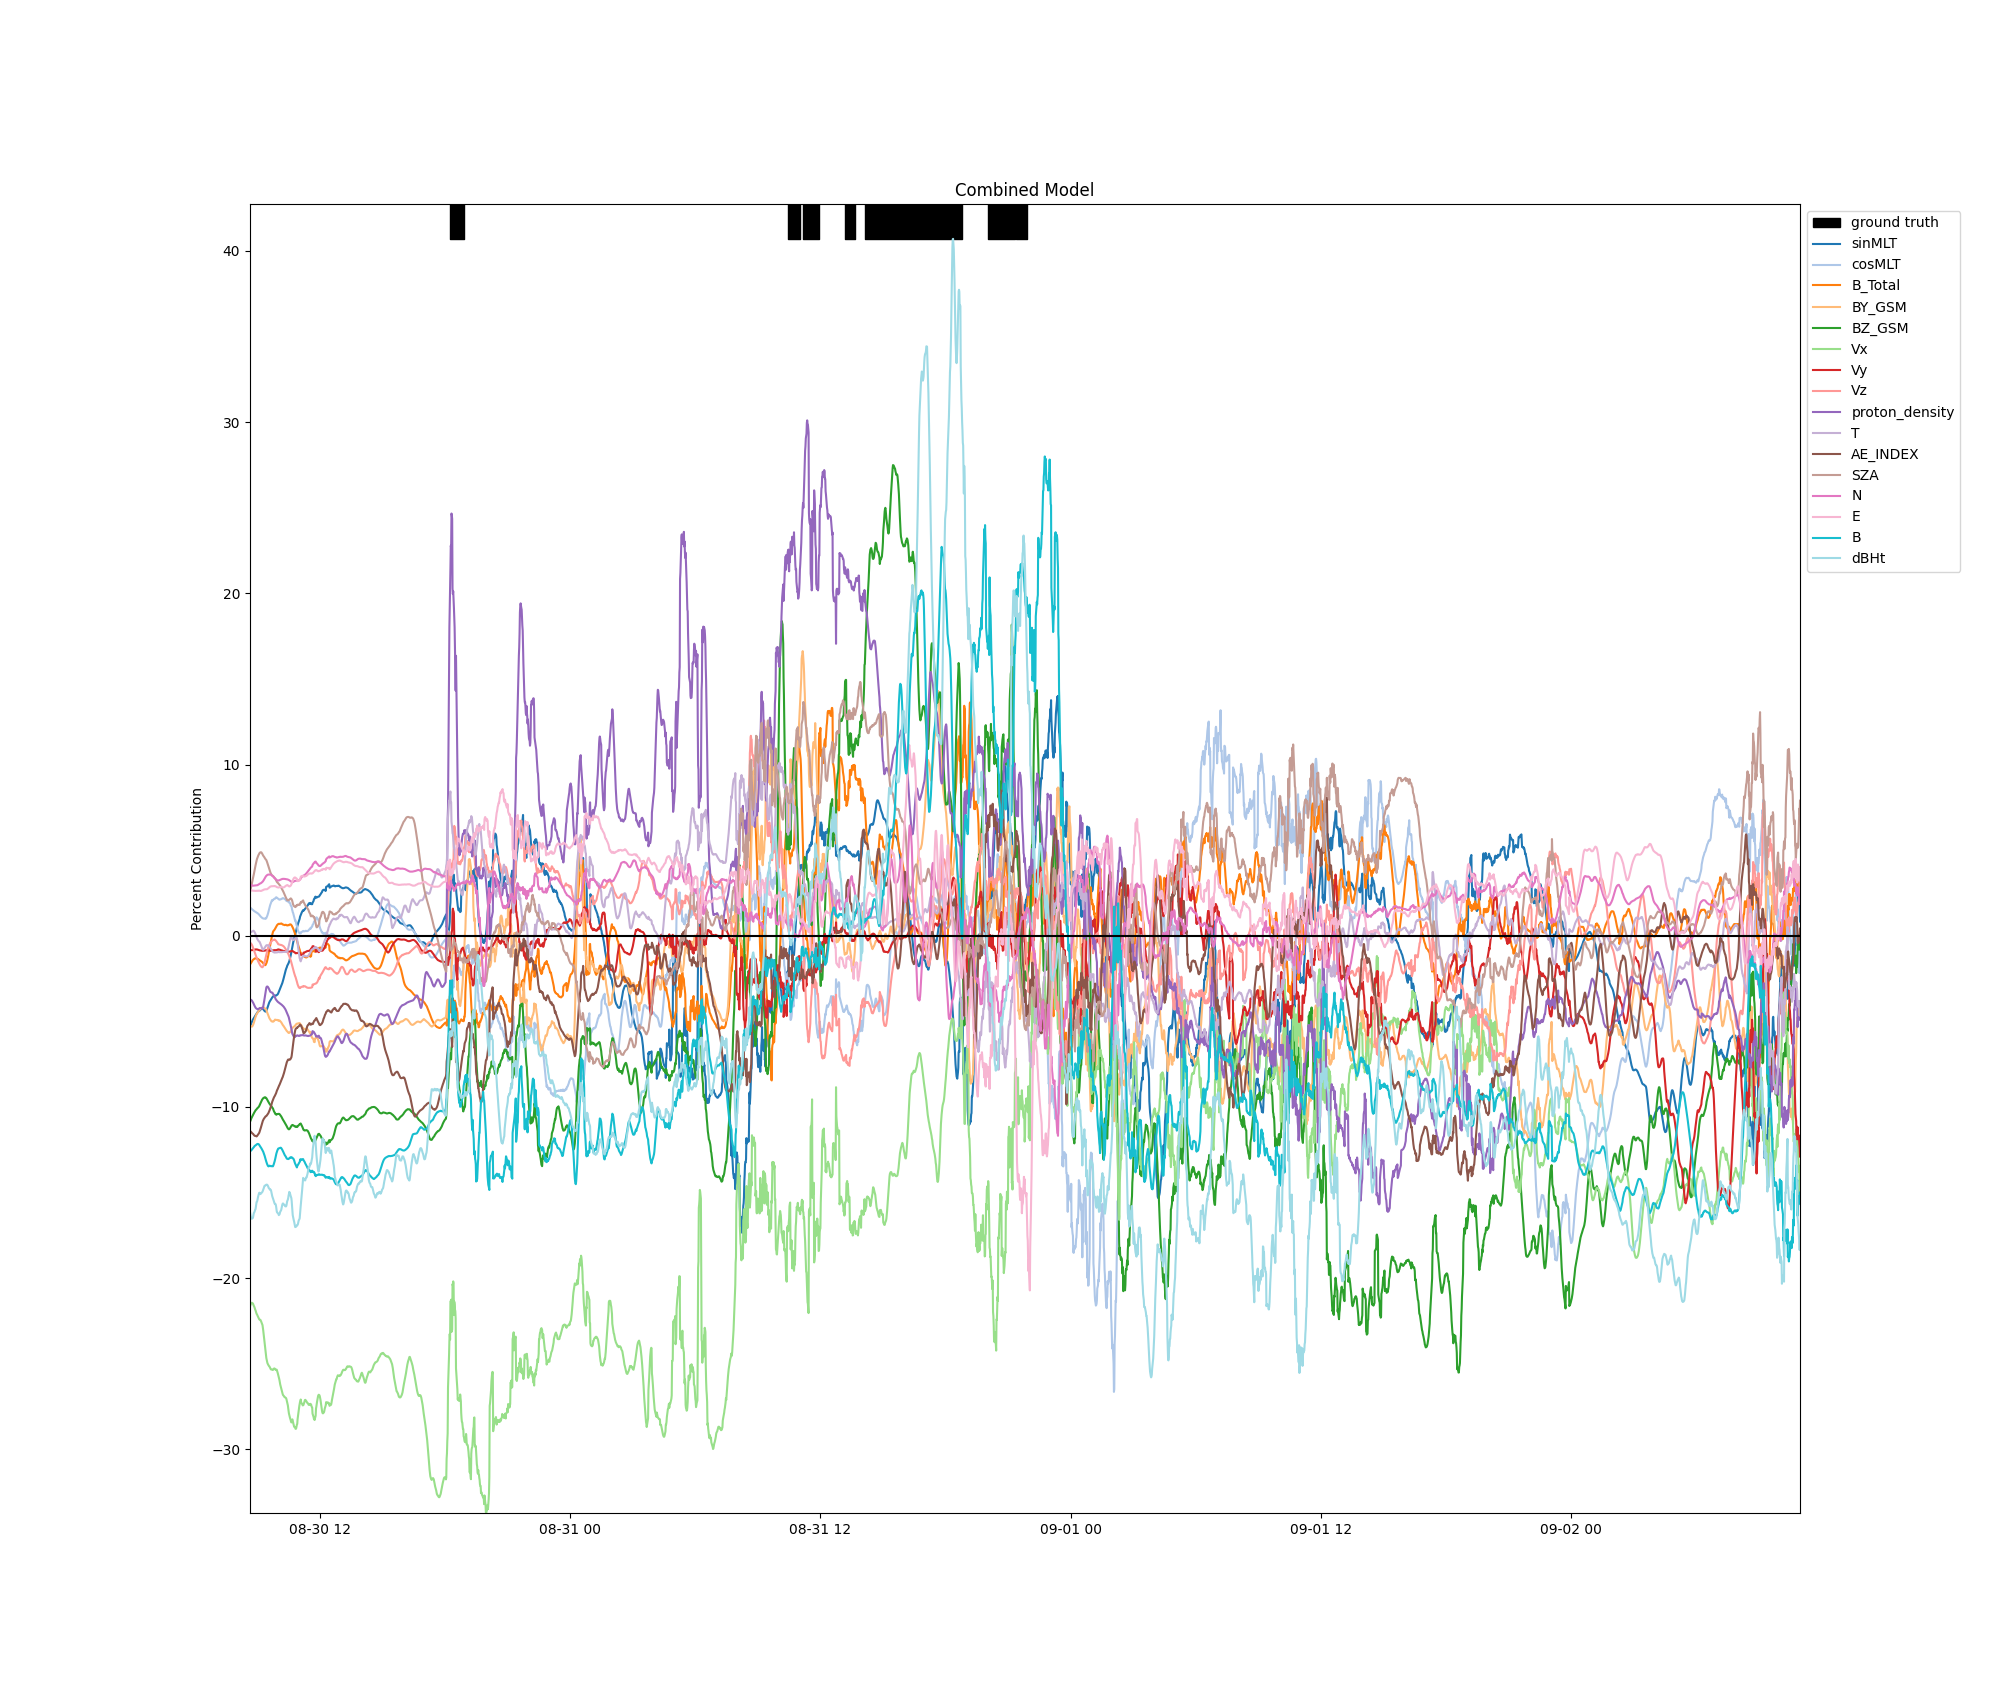 Combined Model
Percent Contribution
40
30
20
10
0
−10
−20
−30
08-30 12
08-31 00
08-31 12
09-01 00
09-01 12
09-02 00
ground truth
sinMLT
cosMLT
B_Total
BY_GSM
BZ_GSM
Vx
Vy
Vz
proton_density
T
AE_INDEX
SZA
N
E
B
dBHt